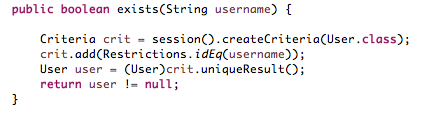 public boolean exists(String username) {
Criteria crit = session().createCriteria(User.class);
crit.add(Restrictions.idEq(username));
User user = (User)crit.uniqueResult();
return user != null;
}